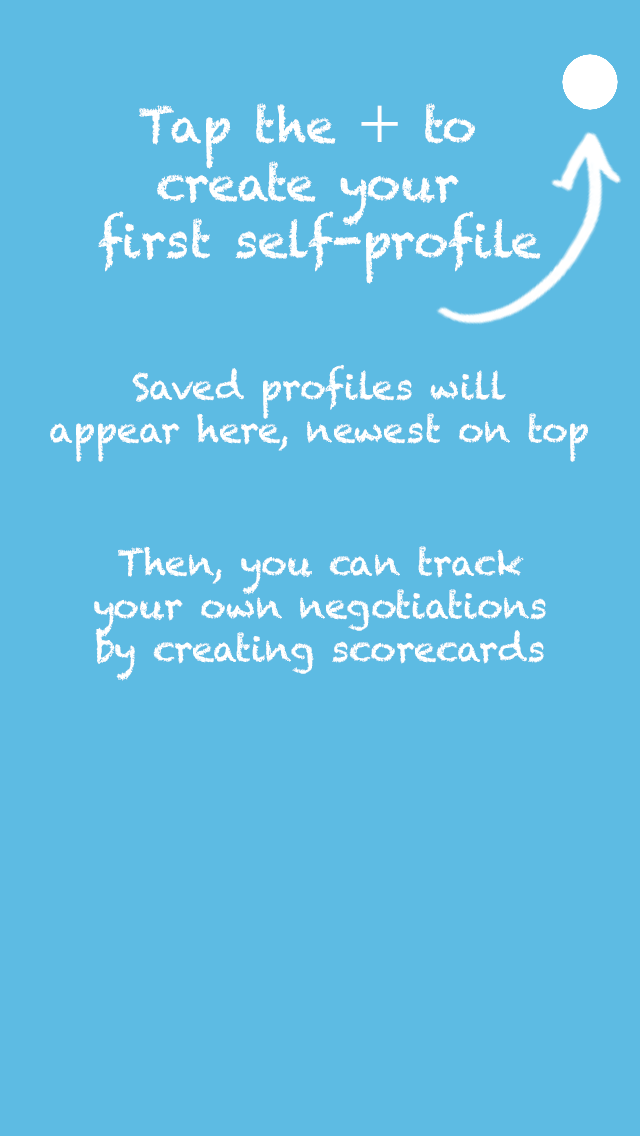 Tap the + to
create your
first self-profile
Saved profiles will
appear here, newest on top
Then, you can track
your own negotiations
by creating scorecards